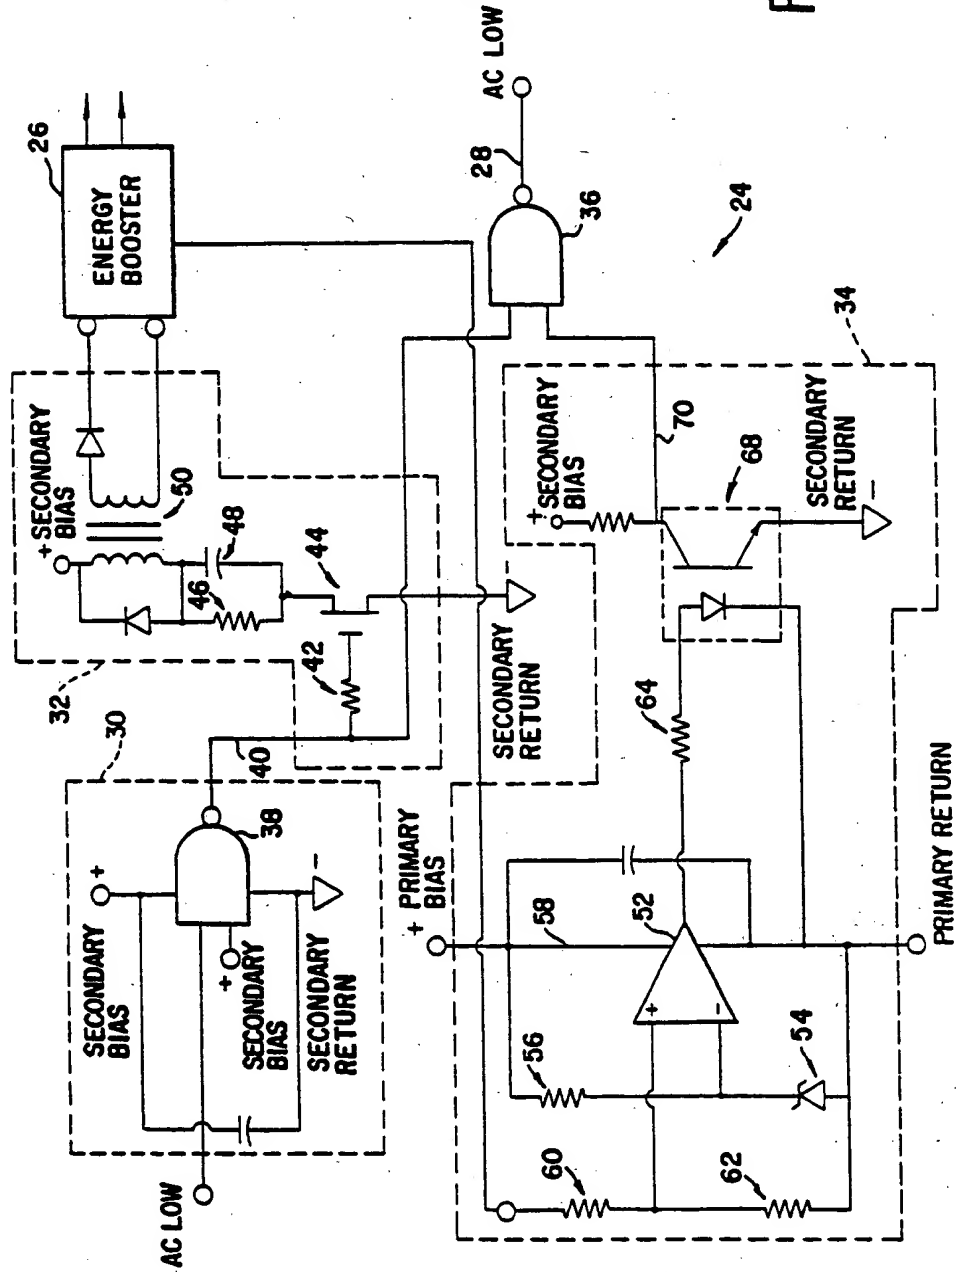 26
ENERGY
BOOSTER
AC LOW
28
36
24
+ SECONDARY
BIAS
50
48
46
44
42
32
SECONDARY
RETURN
-
30
40
38
SECONDARY
BIAS
+
-
+
SECONDARY
BIAS
SECONDARY
RETURN
AC LOW
34
+ SECONDARY
BIAS
70
68
SECONDARY
RETURN
-
64
+ PRIMARY
BIAS
58
52
+
-
56
54
60
62
PRIMARY RETURN